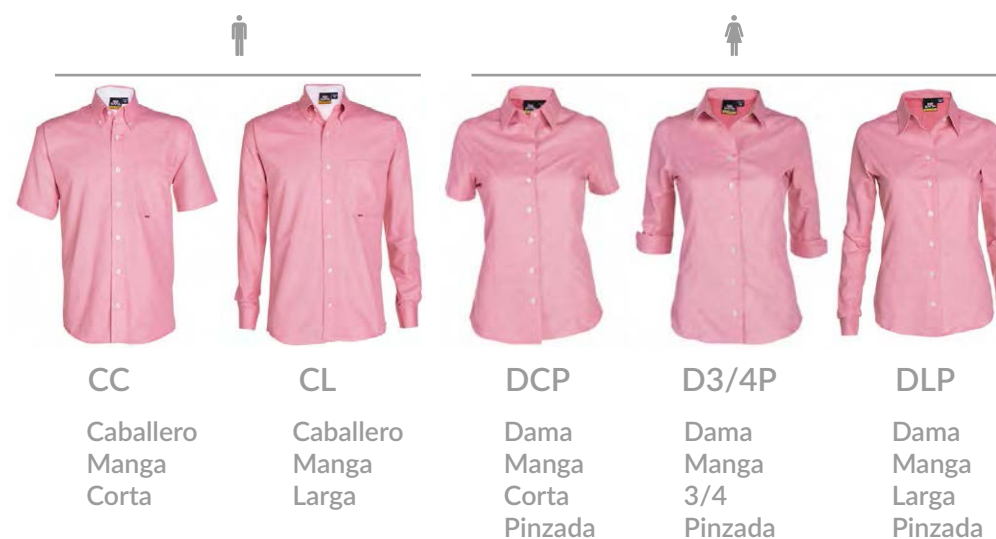 CC
Caballero
Manga
Corta
CL
Caballero
Manga
Larga
DCP
Dama
Manga
Corta
Pinzada
D3/4P
Dama
Manga
3/4
Pinzada
DLP
Dama
Manga
Larga
Pinzada